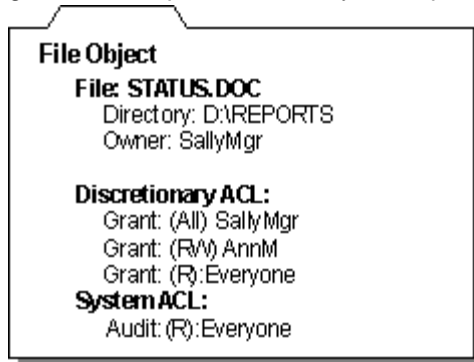 File Object
File: STATUS.DOC
Directory: D:\REPORTS
Owner: SallyMgr
Discretionary ACL:
Grant: (All) SallyMgr
Grant: (RW) AnnM
Grant: (R):Everyone
System ACL:
Audit: (R):Everyone